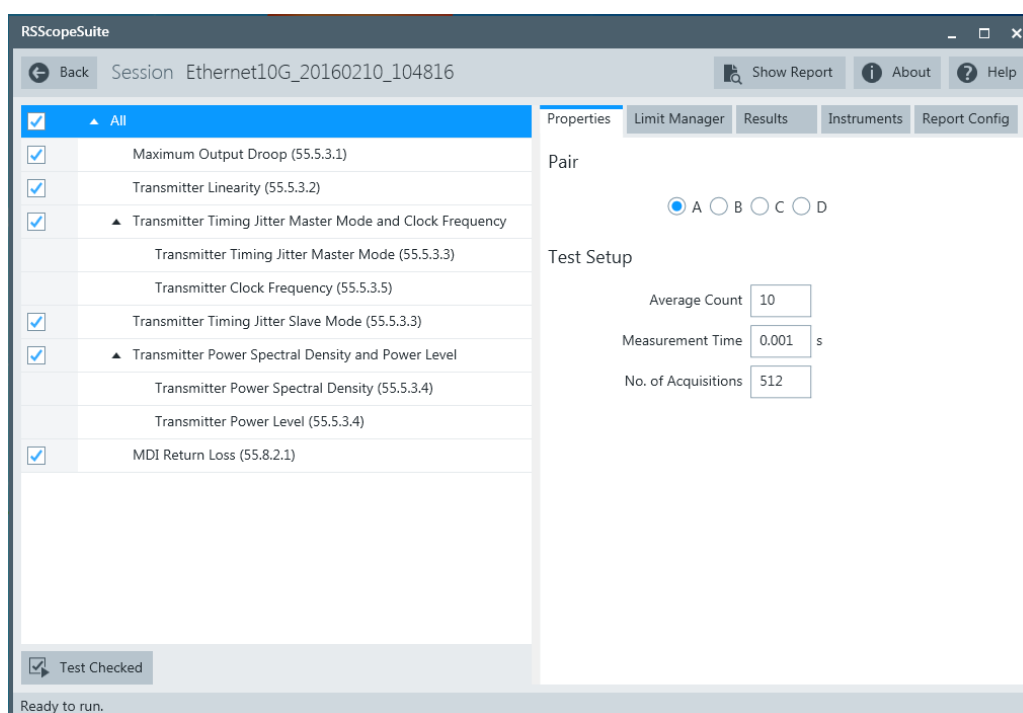 RSScopeSuite
Back Session Ethernet10G_20160210_104816 Show Report About Help
All
Maximum Output Droop (55.5.3.1)
Transmitter Linearity (55.5.3.2)
Transmitter Timing Jitter Master Mode and Clock Frequency
Transmitter Timing Jitter Master Mode (55.5.3.3)
Transmitter Clock Frequency (55.5.3.5)
Transmitter Timing Jitter Slave Mode (55.5.3.3)
Transmitter Power Spectral Density and Power Level
Transmitter Power Spectral Density (55.5.3.4)
Transmitter Power Level (55.5.3.4)
MDI Return Loss (55.8.2.1)
Test Checked
Properties Limit Manager Results Instruments Report Config
Pair
A B C D
Test Setup
Average Count 10
Measurement Time 0.001 s
No. of Acquisitions 512
Ready to run.